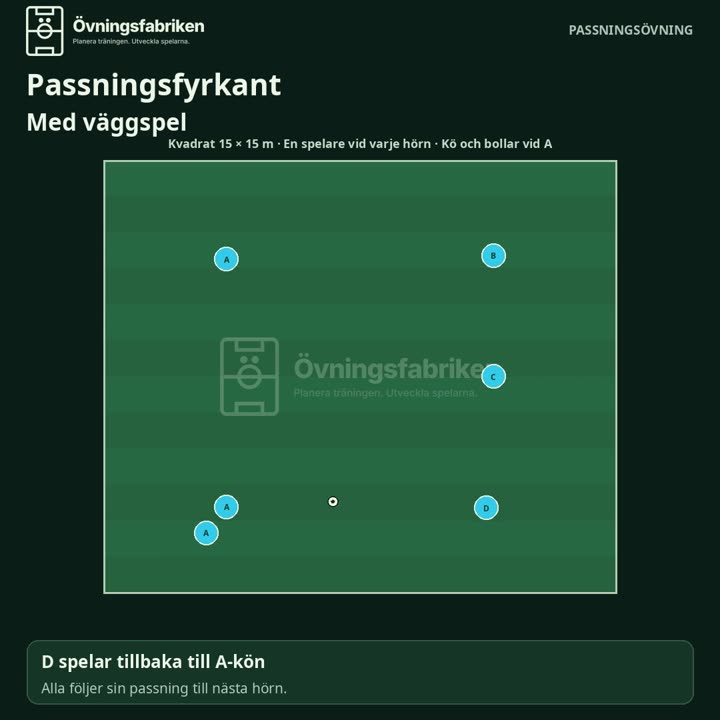 Övningsfabriken
Planera träningen. Utveckla spelarna.
PASSNINGSÖVNING
Passningsfyrkant
Med väggspel
Kvadrat 15 × 15 m · En spelare vid varje hörn · Kö och bollar vid A
A
B
Övningsfabriken
Planera träningen. Utveckla spelarna.
C
A
D
A
D spelar tillbaka till A-kön
Alla följer sin passning till nästa hörn.